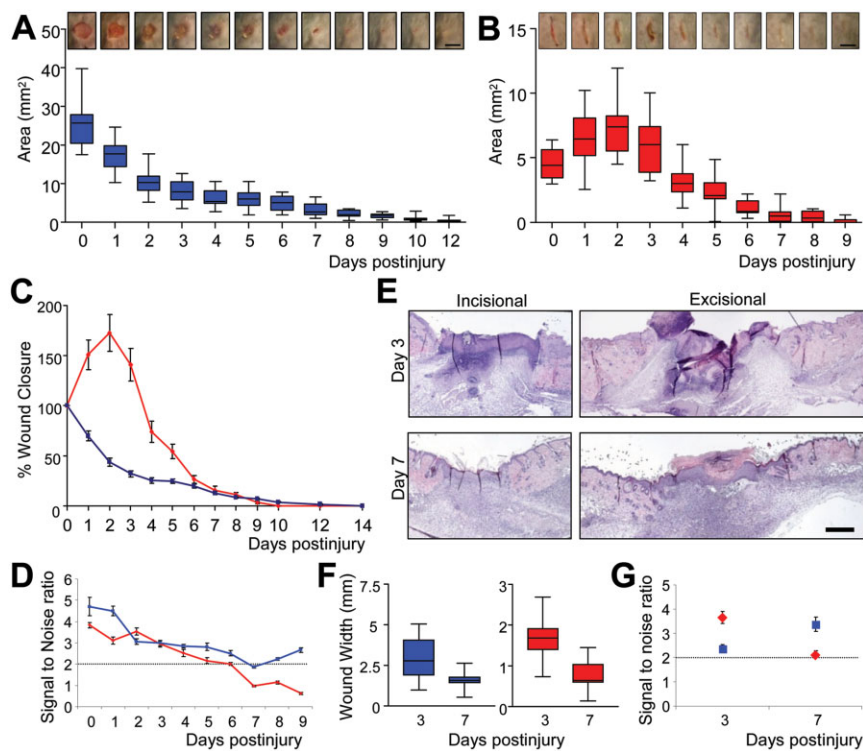 A
Area (mm²)
50
30
20
10
0
0 1 2 3 4 5 6 7 8 9 10 12
Days postinjury
B
Area (mm²)
15
10
5
0
0 1 2 3 4 5 6 7 8 9
Days postinjury
C
% Wound Closure
200
150
100
50
0
0 1 2 3 4 5 6 7 8 9 10 12 14
Days postinjury
E
Incisional Excisional
Day 3
Day 7
D
Signal to Noise ratio
6
5
4
3
2
1
0
0 1 2 3 4 5 6 7 8 9
Days postinjury
F
Wound Width (mm)
7.5
5
2.5
0
3 7
3
2
1
0
3 7
Days postinjury
G
Signal to noise ratio
5
4
3
2
1
0
3 7
Days postinjury